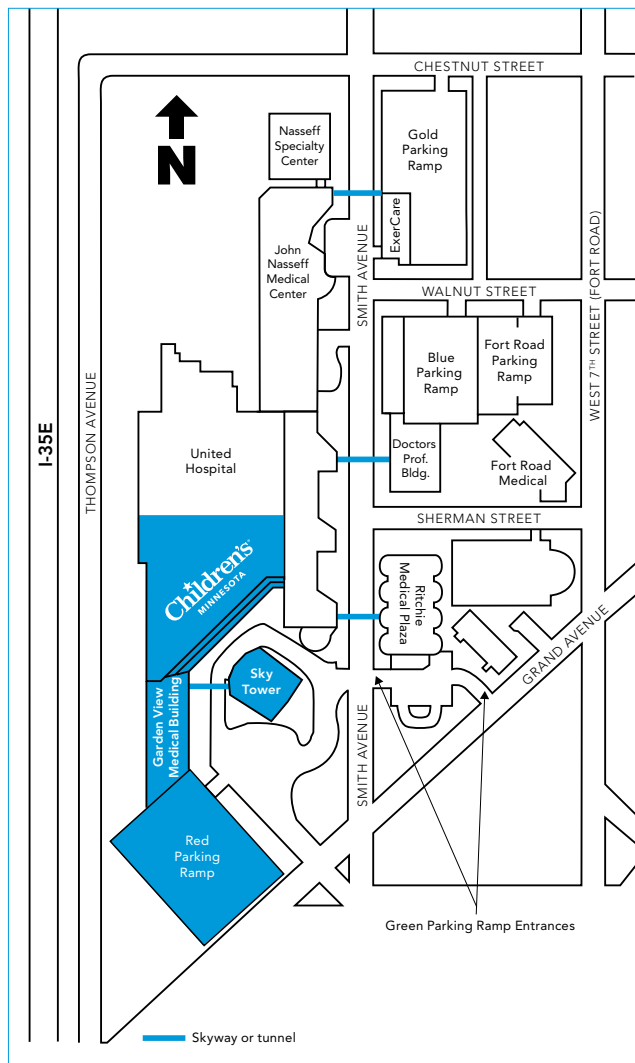 CHESTNUT STREET
N
Nasseff
Specialty
Center
Gold
Parking
Ramp
ExerCare
John
Nasseff
Medical
Center
SMITH AVENUE
WALNUT STREET
WEST 7TH STREET (FORT ROAD)
Blue
Parking
Ramp
Fort Road
Parking
Ramp
I-35E
THOMPSON AVENUE
United
Hospital
Doctors
Prof.
Bldg.
Fort Road
Medical
SHERMAN STREET
Children's®
MINNESOTA
Ritchie
Medical Plaza
GRAND AVENUE
Sky
Tower
Garden View
Medical Building
SMITH AVENUE
Red
Parking
Ramp
Green Parking Ramp Entrances
Skyway or tunnel